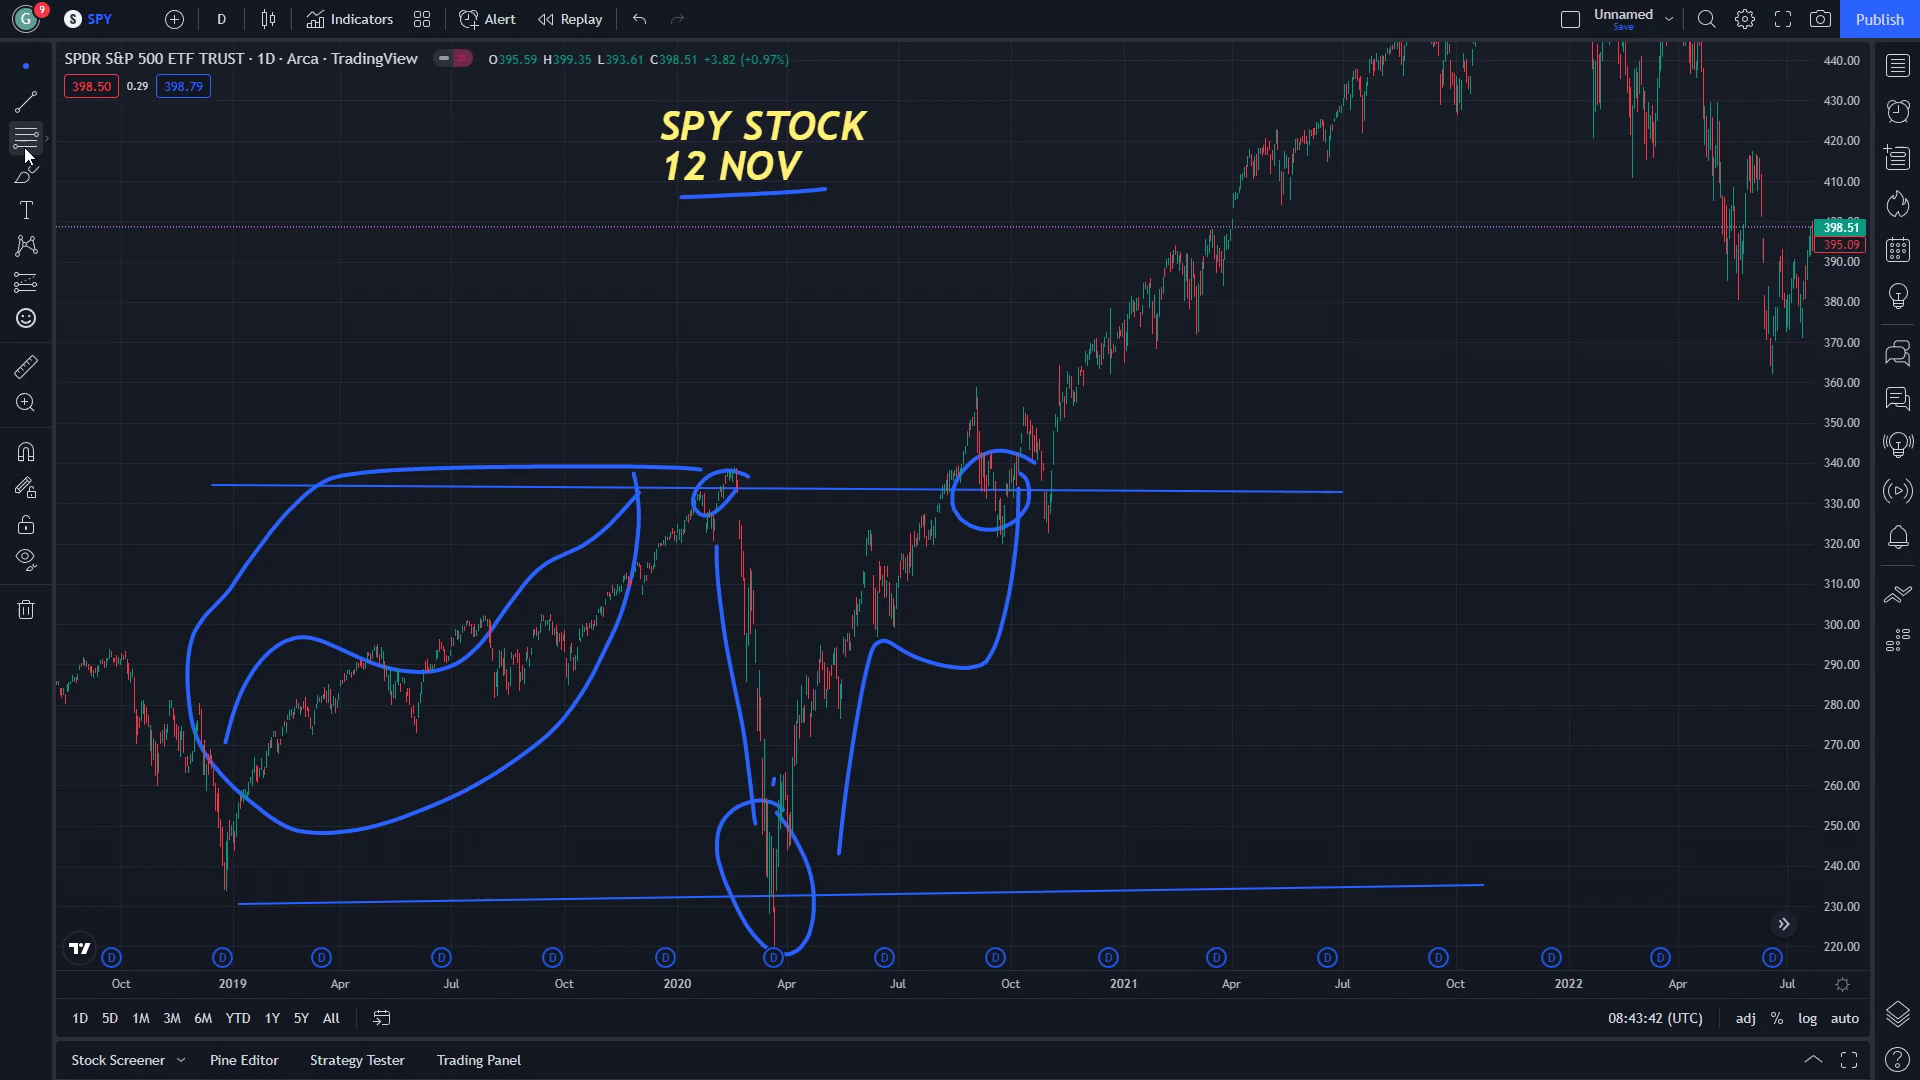 G 9 S SPY D Indicators Alert Replay Unnamed Save Publish
SPDR S&P 500 ETF TRUST · 1D · Arca · TradingView O395.59 H399.35 L393.61 C398.51 +3.82 (+0.97%)
398.50 0.29 398.79
SPY STOCK
12 NOV
440.00
430.00
420.00
410.00
398.51
395.09
390.00
380.00
370.00
360.00
350.00
340.00
330.00
320.00
310.00
300.00
290.00
280.00
270.00
260.00
250.00
240.00
230.00
220.00
D D D D D D D D D D D D D D D D
Oct 2019 Apr Jul Oct 2020 Apr Jul Oct 2021 Apr Jul Oct 2022 Apr Jul
1D 5D 1M 3M 6M YTD 1Y 5Y All 08:43:42 (UTC) adj % log auto
Stock Screener Pine Editor Strategy Tester Trading Panel